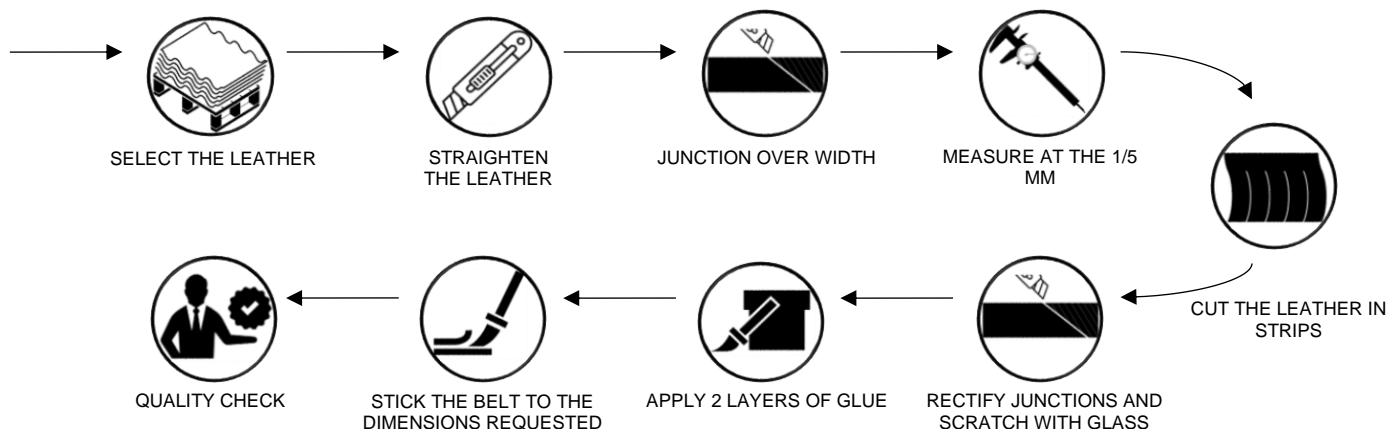 SELECT THE LEATHER
STRAIGHTEN
THE LEATHER
JUNCTION OVER WIDTH
MEASURE AT THE 1/5
MM
CUT THE LEATHER IN
STRIPS
RECTIFY JUNCTIONS AND
SCRATCH WITH GLASS
APPLY 2 LAYERS OF GLUE
STICK THE BELT TO THE
DIMENSIONS REQUESTED
QUALITY CHECK